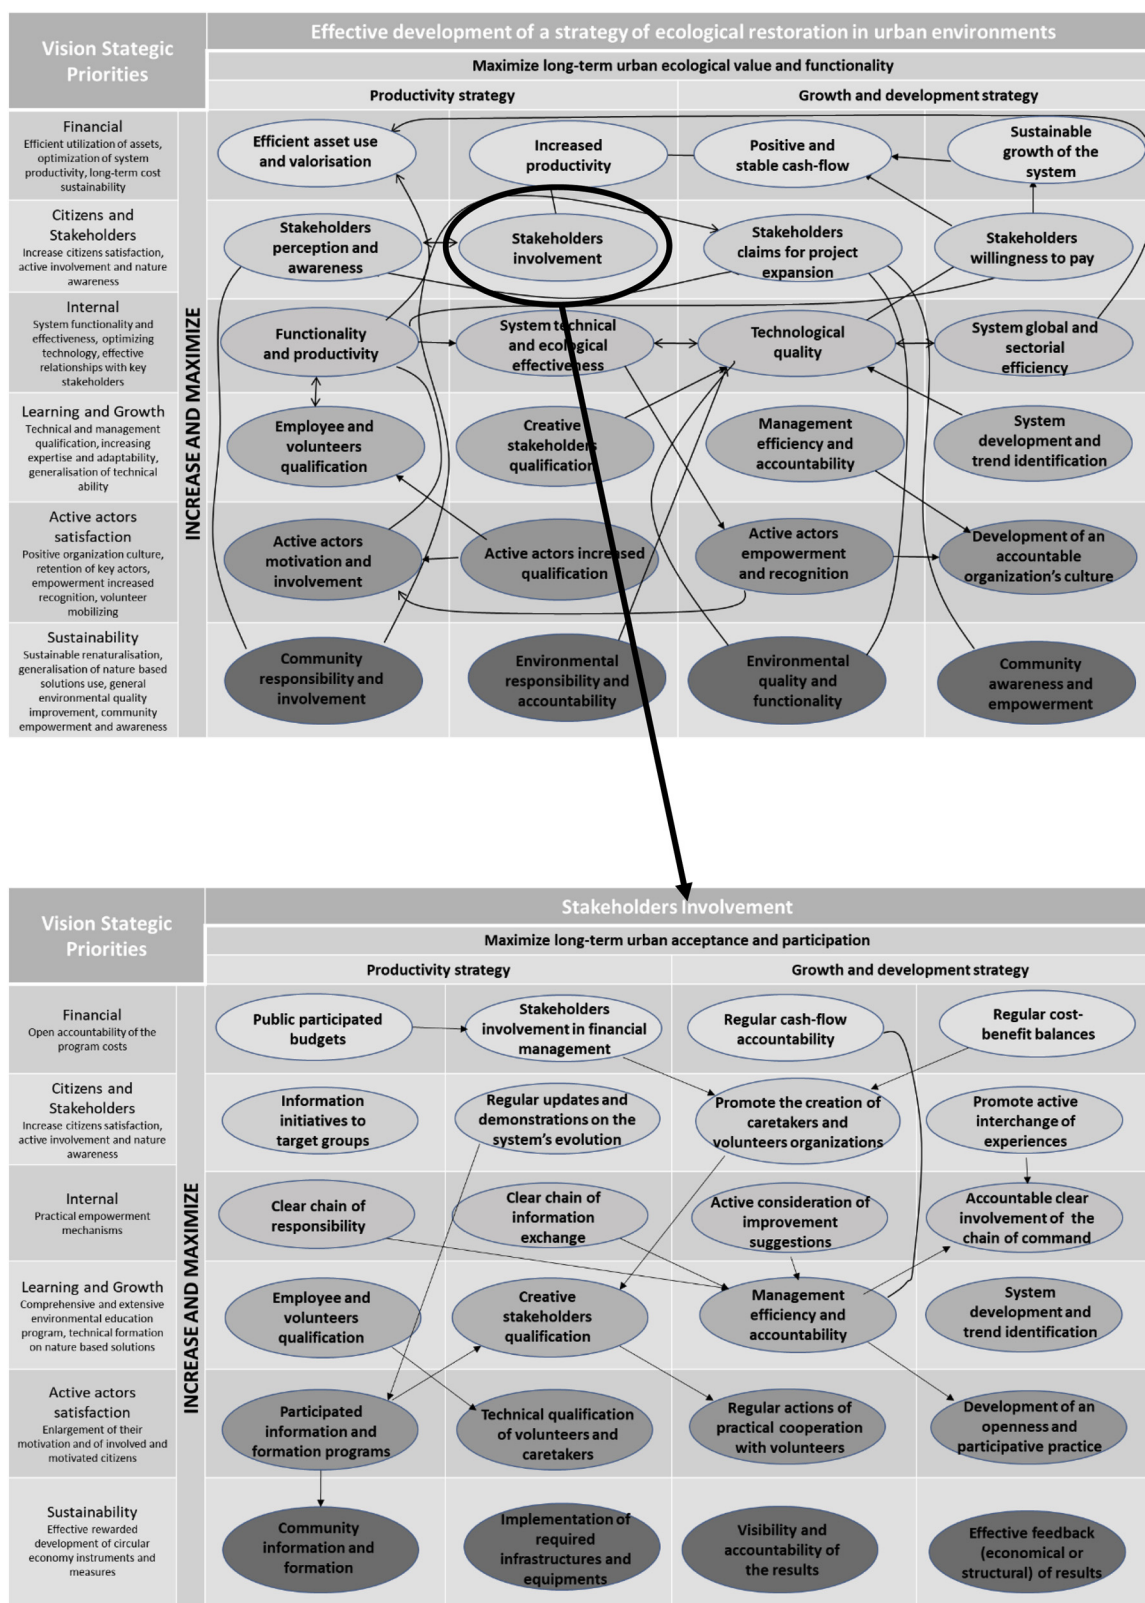 Vision Stategic
Priorities
Effective development of a strategy of ecological restoration in urban environments
Maximize long-term urban ecological value and functionality
Productivity strategy
Growth and development strategy
INCREASE AND MAXIMIZE
Financial
Efficient utilization of assets,
optimization of system
productivity, long-term cost
sustainability
Efficient asset use
and valorisation
Increased
productivity
Positive and
stable cash-flow
Sustainable
growth of the
system
Citizens and
Stakeholders
Increase citizens satisfaction,
active involvement and nature
awareness
Stakeholders
perception and
awareness
Stakeholders
involvement
Stakeholders
claims for project
expansion
Stakeholders
willingness to pay
Internal
System functionality and
effectiveness, optimizing
technology, effective
relationships with key
stakeholders
Functionality
and productivity
System technical
and ecological
effectiveness
Technological
quality
System global and
sectorial
efficiency
Learning and Growth
Technical and management
qualification, increasing
expertise and adaptability,
generalisation of technical
ability
Employee and
volunteers
qualification
Creative
stakeholders
qualification
Management
efficiency and
accountability
System
development and
trend identification
Active actors
satisfaction
Positive organization culture,
retention of key actors,
empowerment increased
recognition, volunteer
mobilizing
Active actors
motivation and
involvement
Active actors increased
qualification
Active actors
empowerment
and recognition
Development of an
accountable
organization's culture
Sustainability
Sustainable renaturalisation,
generalisation of nature based
solutions use, general
environmental quality
improvement, community
empowerment and awareness
Community
responsibility and
involvement
Environmental
responsibility and
accountability
Environmental
quality and
functionality
Community
awareness and
empowerment
Vision Stategic
Priorities
Stakeholders Involvement
Maximize long-term urban acceptance and participation
Productivity strategy
Growth and development strategy
INCREASE AND MAXIMIZE
Financial
Open accountability of the
program costs
Public participated
budgets
Stakeholders
involvement in financial
management
Regular cash-flow
accountability
Regular cost-
benefit balances
Citizens and
Stakeholders
Increase citizens satisfaction,
active involvement and nature
awareness
Information
initiatives to
target groups
Regular updates and
demonstrations on the
system's evolution
Promote the creation of
caretakers and
volunteers organizations
Promote active
interchange of
experiences
Internal
Practical empowerment
mechanisms
Clear chain of
responsibility
Clear chain of
information
exchange
Active consideration of
improvement
suggestions
Accountable clear
involvement of the
chain of command
Learning and Growth
Comprehensive and extensive
environmental education
program, technical formation
on nature based solutions
Employee and
volunteers
qualification
Creative
stakeholders
qualification
Management
efficiency and
accountability
System
development and
trend identification
Active actors
satisfaction
Enlargement of their
motivation and of involved and
motivated citizens
Participated
information and
formation programs
Technical qualification
of volunteers and
caretakers
Regular actions of
practical cooperation
with volunteers
Development of an
openness and
participative practice
Sustainability
Effective rewarded
development of circular
economy instruments and
measures
Community
information and
formation
Implementation of
required
infrastructures and
equipments
Visibility and
accountability of
the results
Effective feedback
(economical or
structural) of results